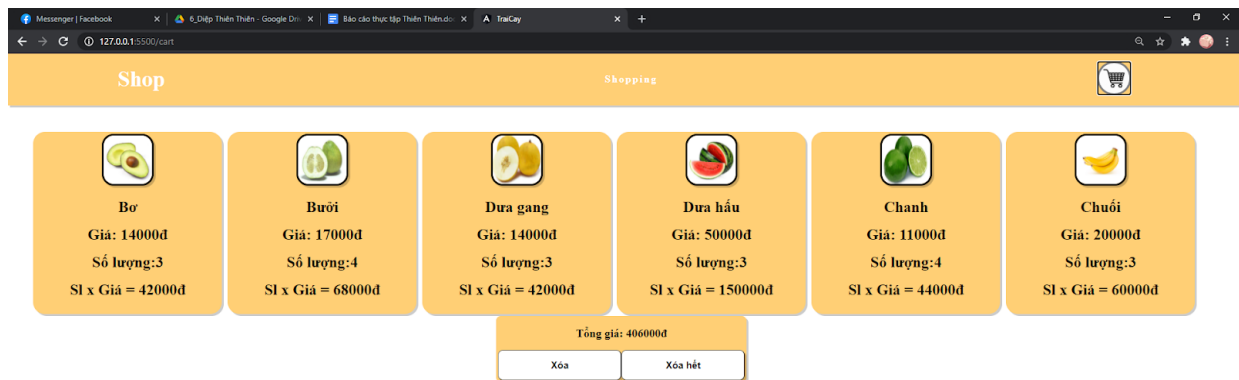 Messenger | Facebook
6_Diệp Thiên Thiên - Google Dri
Báo cáo thực tập Thiên Thiên.doc
TraiCay
127.0.0.1:5500/cart
Shop
Shopping
Bơ
Giá: 14000đ
Số lượng:3
Sl x Giá = 42000đ
Bưởi
Giá: 17000đ
Số lượng:4
Sl x Giá = 68000đ
Dưa gang
Giá: 14000đ
Số lượng:3
Sl x Giá = 42000đ
Dưa hấu
Giá: 50000đ
Số lượng:3
Sl x Giá = 150000đ
Chanh
Giá: 11000đ
Số lượng:4
Sl x Giá = 44000đ
Chuối
Giá: 20000đ
Số lượng:3
Sl x Giá = 60000đ
Tổng giá: 406000đ
Xóa
Xóa hết